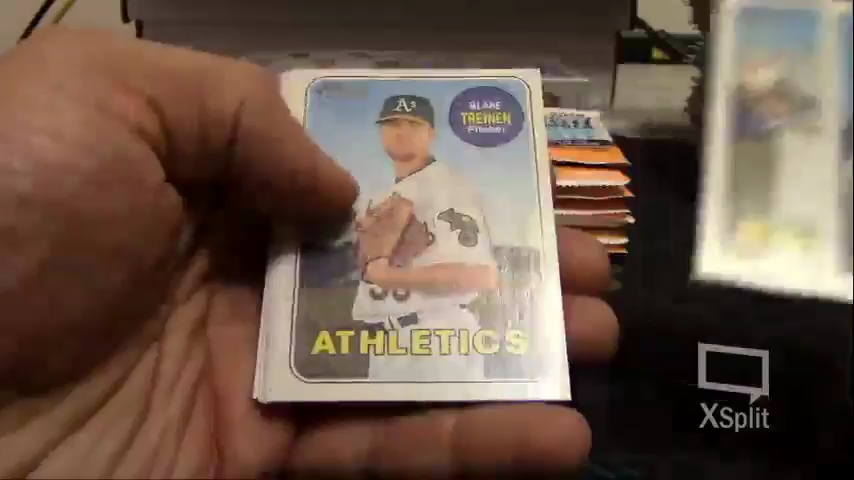 A's
BLAKE
TREINEN
Pitcher
ATHLETICS
XSplit